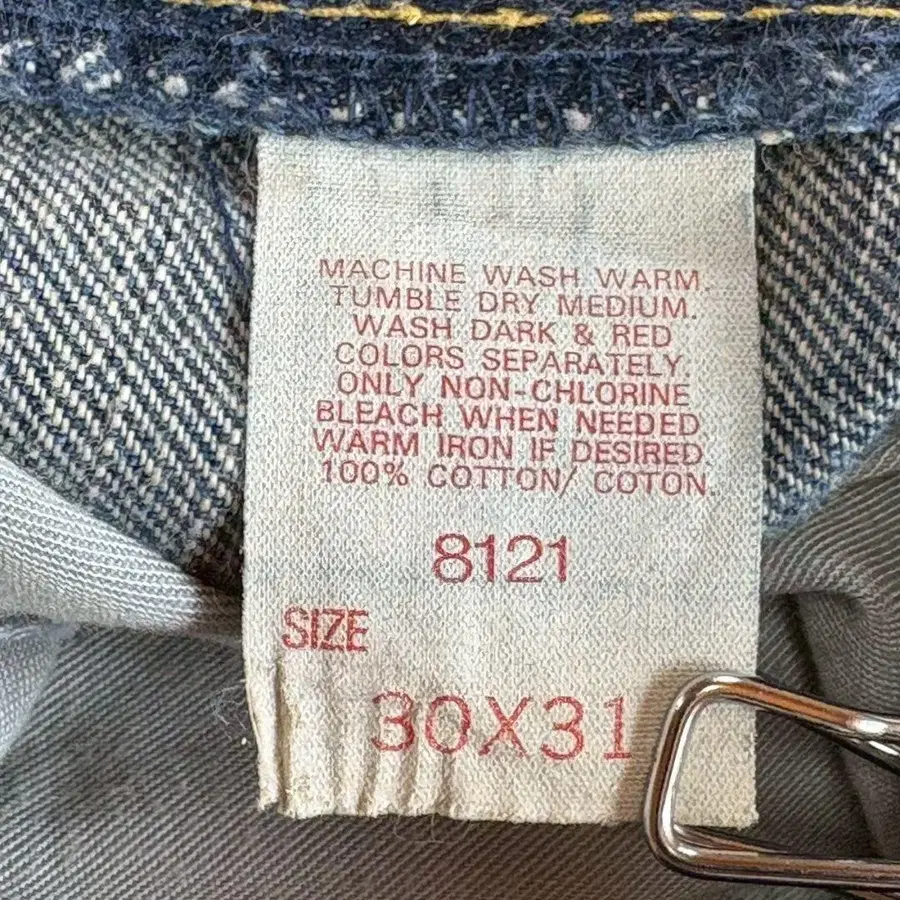 MACHINE WASH WARM
TUMBLE DRY MEDIUM.
WASH DARK & RED
COLORS SEPARATELY.
ONLY NON-CHLORINE
BLEACH WHEN NEEDED
WARM IRON IF DESIRED
100% COTTON/ COTON.
8121
SIZE
30X31